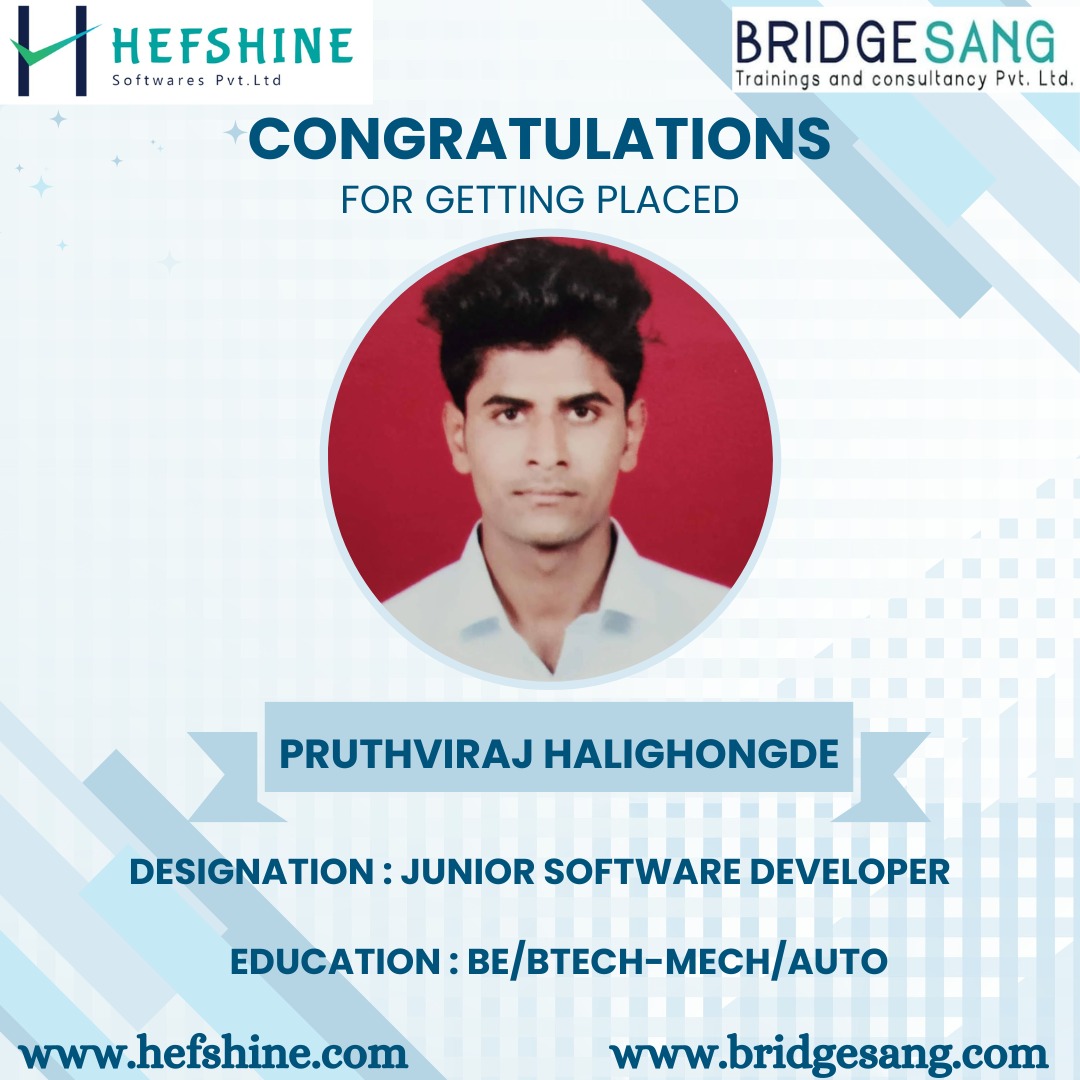 HEFSHINE
Softwares Pvt.Ltd
BRIDGESANG
Trainings and consultancy Pvt. Ltd.
CONGRATULATIONS
FOR GETTING PLACED
PRUTHVIRAJ HALIGHONGDE
DESIGNATION : JUNIOR SOFTWARE DEVELOPER
EDUCATION : BE/BTECH-MECH/AUTO
www.hefshine.com
www.bridgesang.com